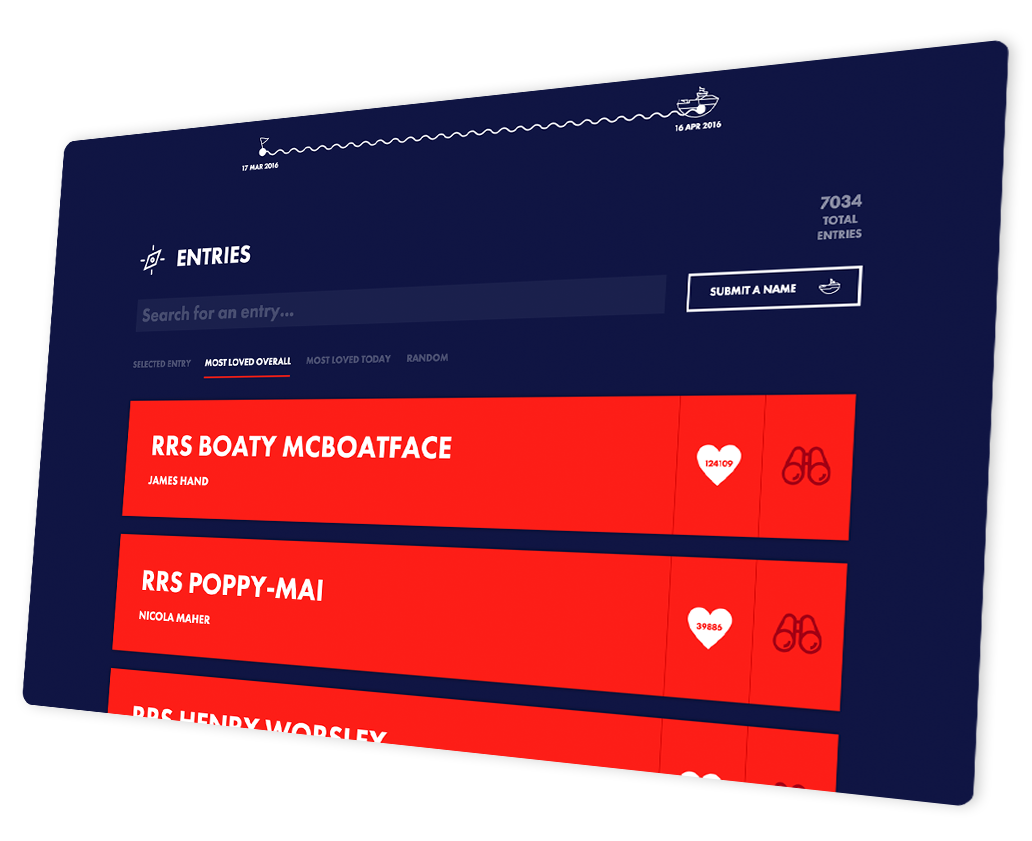 17 MAR 2016
16 APR 2016
7034
TOTAL
ENTRIES
ENTRIES
Search for an entry...
SUBMIT A NAME
SELECTED ENTRY
MOST LOVED OVERALL
MOST LOVED TODAY
RANDOM
RRS BOATY MCBOATFACE
JAMES HAND
124109
RRS POPPY-MAI
NICOLA MAHER
39886
RRS HENRY WORSLEY